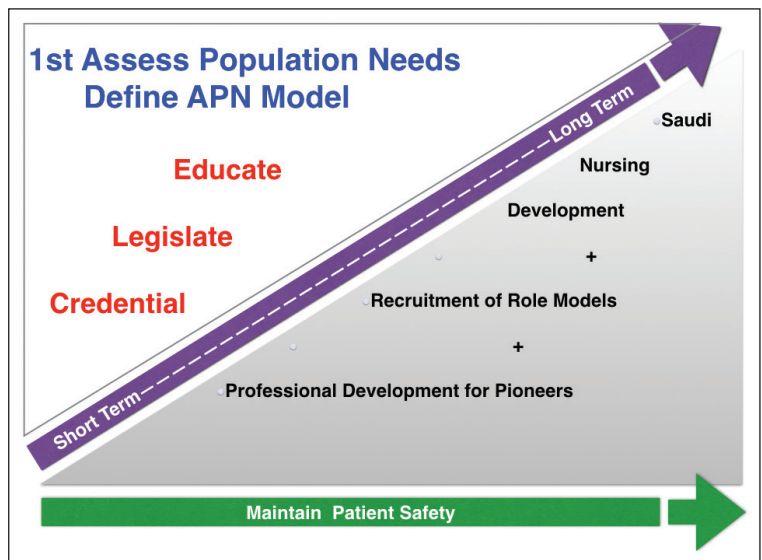 1st Assess Population Needs
Define APN Model
Educate
Legislate
Credential
Short Term
Long Term
Saudi
Nursing
Development
+
Recruitment of Role Models
+
Professional Development for Pioneers
Maintain Patient Safety